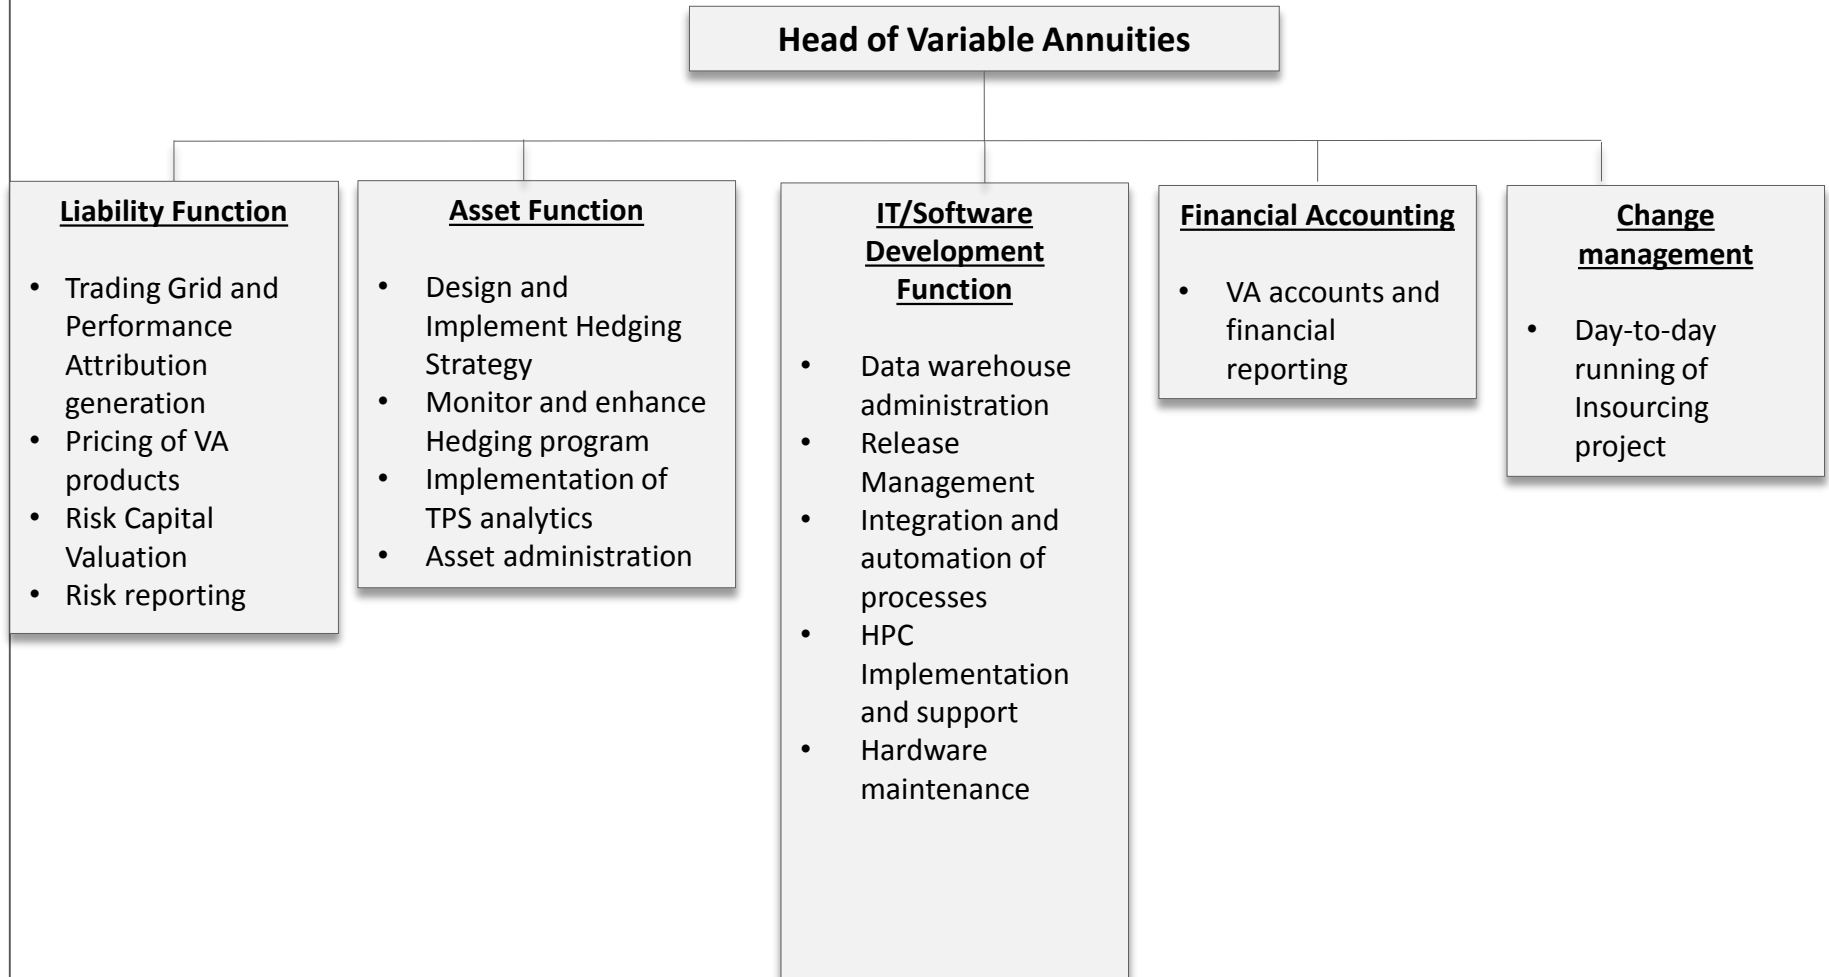 Head of Variable Annuities
Liability Function
• Trading Grid and
Performance
Attribution
generation
• Pricing of VA
products
• Risk Capital
Valuation
• Risk reporting
Asset Function
• Design and
Implement Hedging
Strategy
• Monitor and enhance
Hedging program
• Implementation of
TPS analytics
• Asset administration
IT/Software
Development
Function
• Data warehouse
administration
• Release
Management
• Integration and
automation of
processes
• HPC
Implementation
and support
• Hardware
maintenance
Financial Accounting
• VA accounts and
financial
reporting
Change
management
• Day-to-day
running of
Insourcing
project